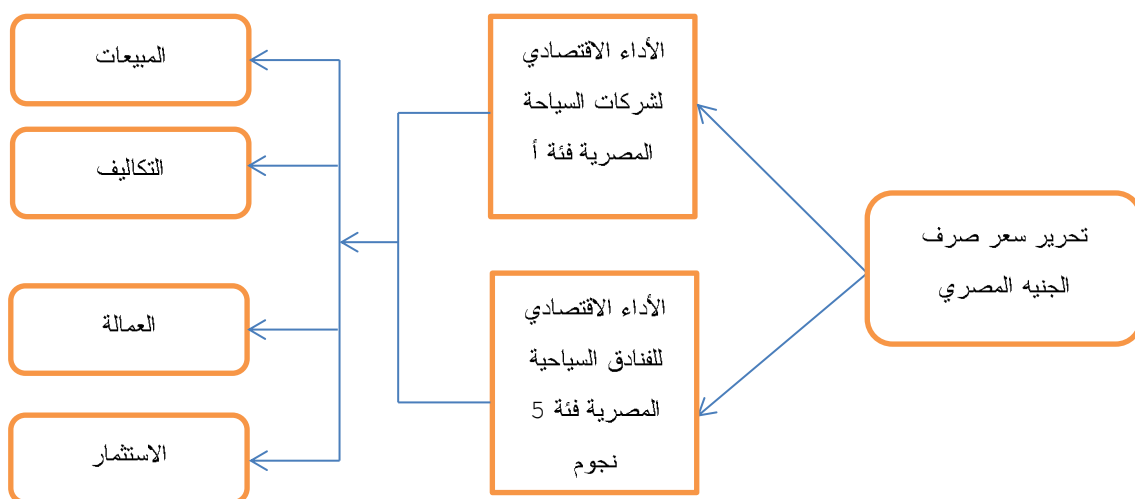 تحرير سعر صرف
الجنيه المصري
الأداء الاقتصادي
لشركات السياحة
المصرية فئة أ
الأداء الاقتصادي
للفنادق السياحية
المصرية فئة 5
نجوم
المبيعات
التكاليف
العمالة
الاستثمار